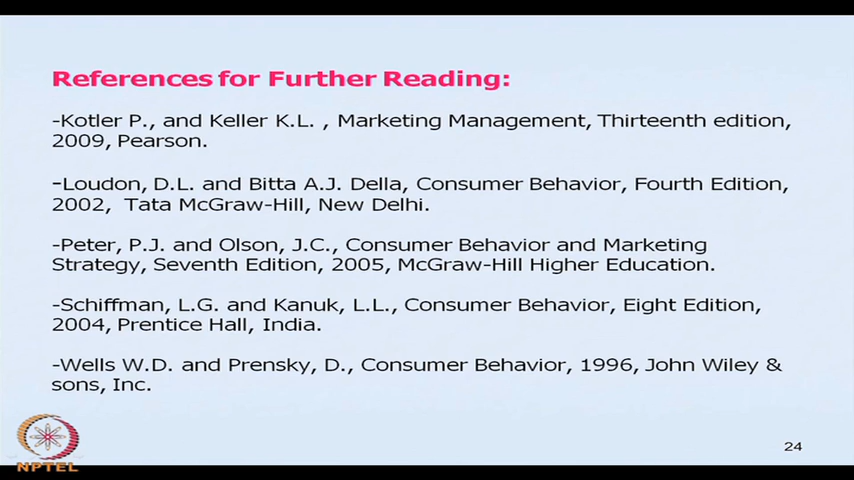 References for Further Reading:
-Kotler P., and Keller K.L. , Marketing Management, Thirteenth edition,
2009, Pearson.
-Loudon, D.L. and Bitta A.J. Della, Consumer Behavior, Fourth Edition,
2002, Tata McGraw-Hill, New Delhi.
-Peter, P.J. and Olson, J.C., Consumer Behavior and Marketing
Strategy, Seventh Edition, 2005, McGraw-Hill Higher Education.
-Schiffman, L.G. and Kanuk, L.L., Consumer Behavior, Eight Edition,
2004, Prentice Hall, India.
-Wells W.D. and Prensky, D., Consumer Behavior, 1996, John Wiley &
sons, Inc.
24
NPTEL